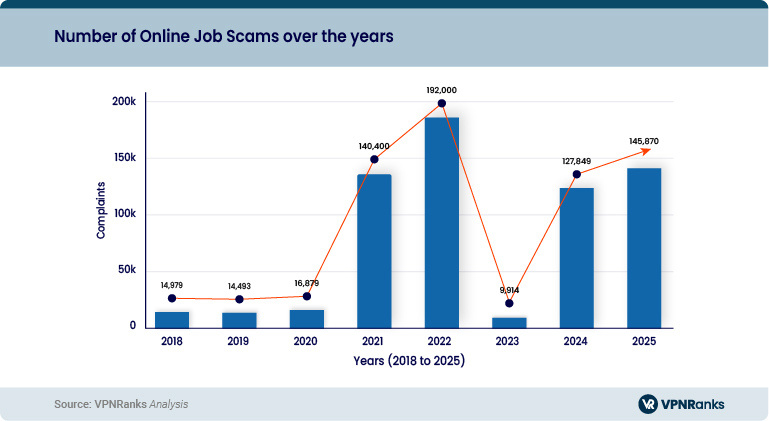 Number of Online Job Scams over the years
Complaints
200k
150k
100k
50k
0
14,979
14,493
16,879
140,400
192,000
9,914
127,849
145,870
2018
2019
2020
2021
2022
2023
2024
2025
Years (2018 to 2025)
Source: VPNRanks Analysis
VR VPNRanks